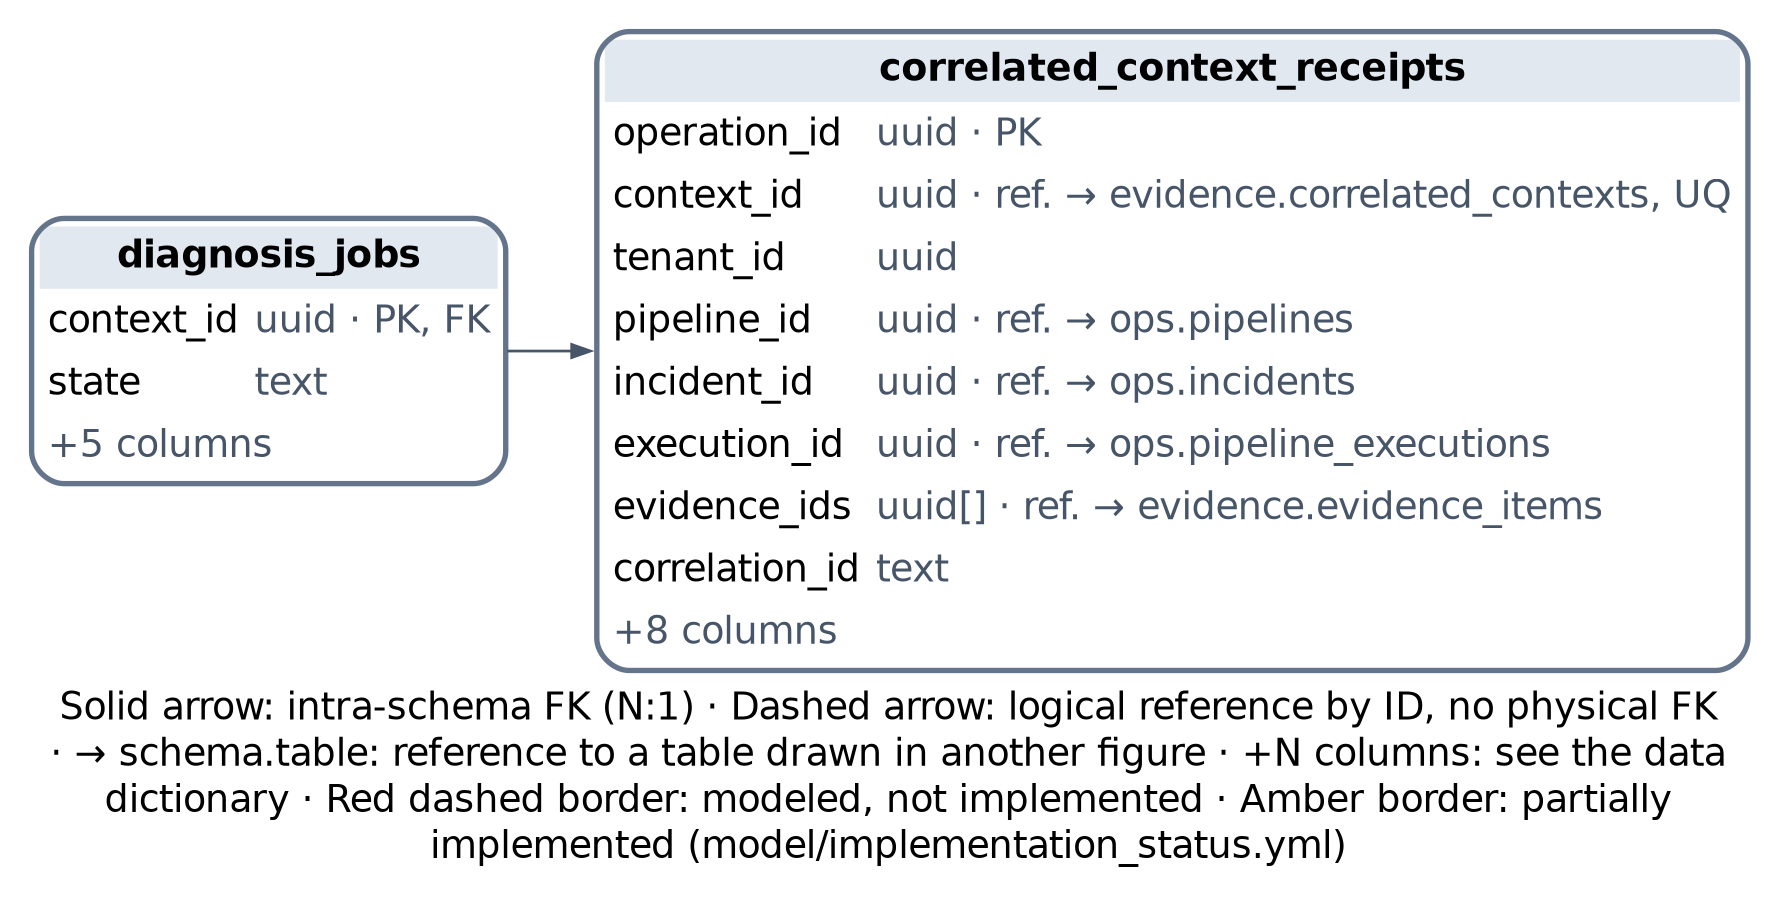 diagnosis_jobs
context_id uuid · PK, FK
state text
+5 columns
correlated_context_receipts
operation_id uuid · PK
context_id uuid · ref. → evidence.correlated_contexts, UQ
tenant_id uuid
pipeline_id uuid · ref. → ops.pipelines
incident_id uuid · ref. → ops.incidents
execution_id uuid · ref. → ops.pipeline_executions
evidence_ids uuid[] · ref. → evidence.evidence_items
correlation_id text
+8 columns
Solid arrow: intra-schema FK (N:1) · Dashed arrow: logical reference by ID, no physical FK
· → schema.table: reference to a table drawn in another figure · +N columns: see the data
dictionary · Red dashed border: modeled, not implemented · Amber border: partially
implemented (model/implementation_status.yml)